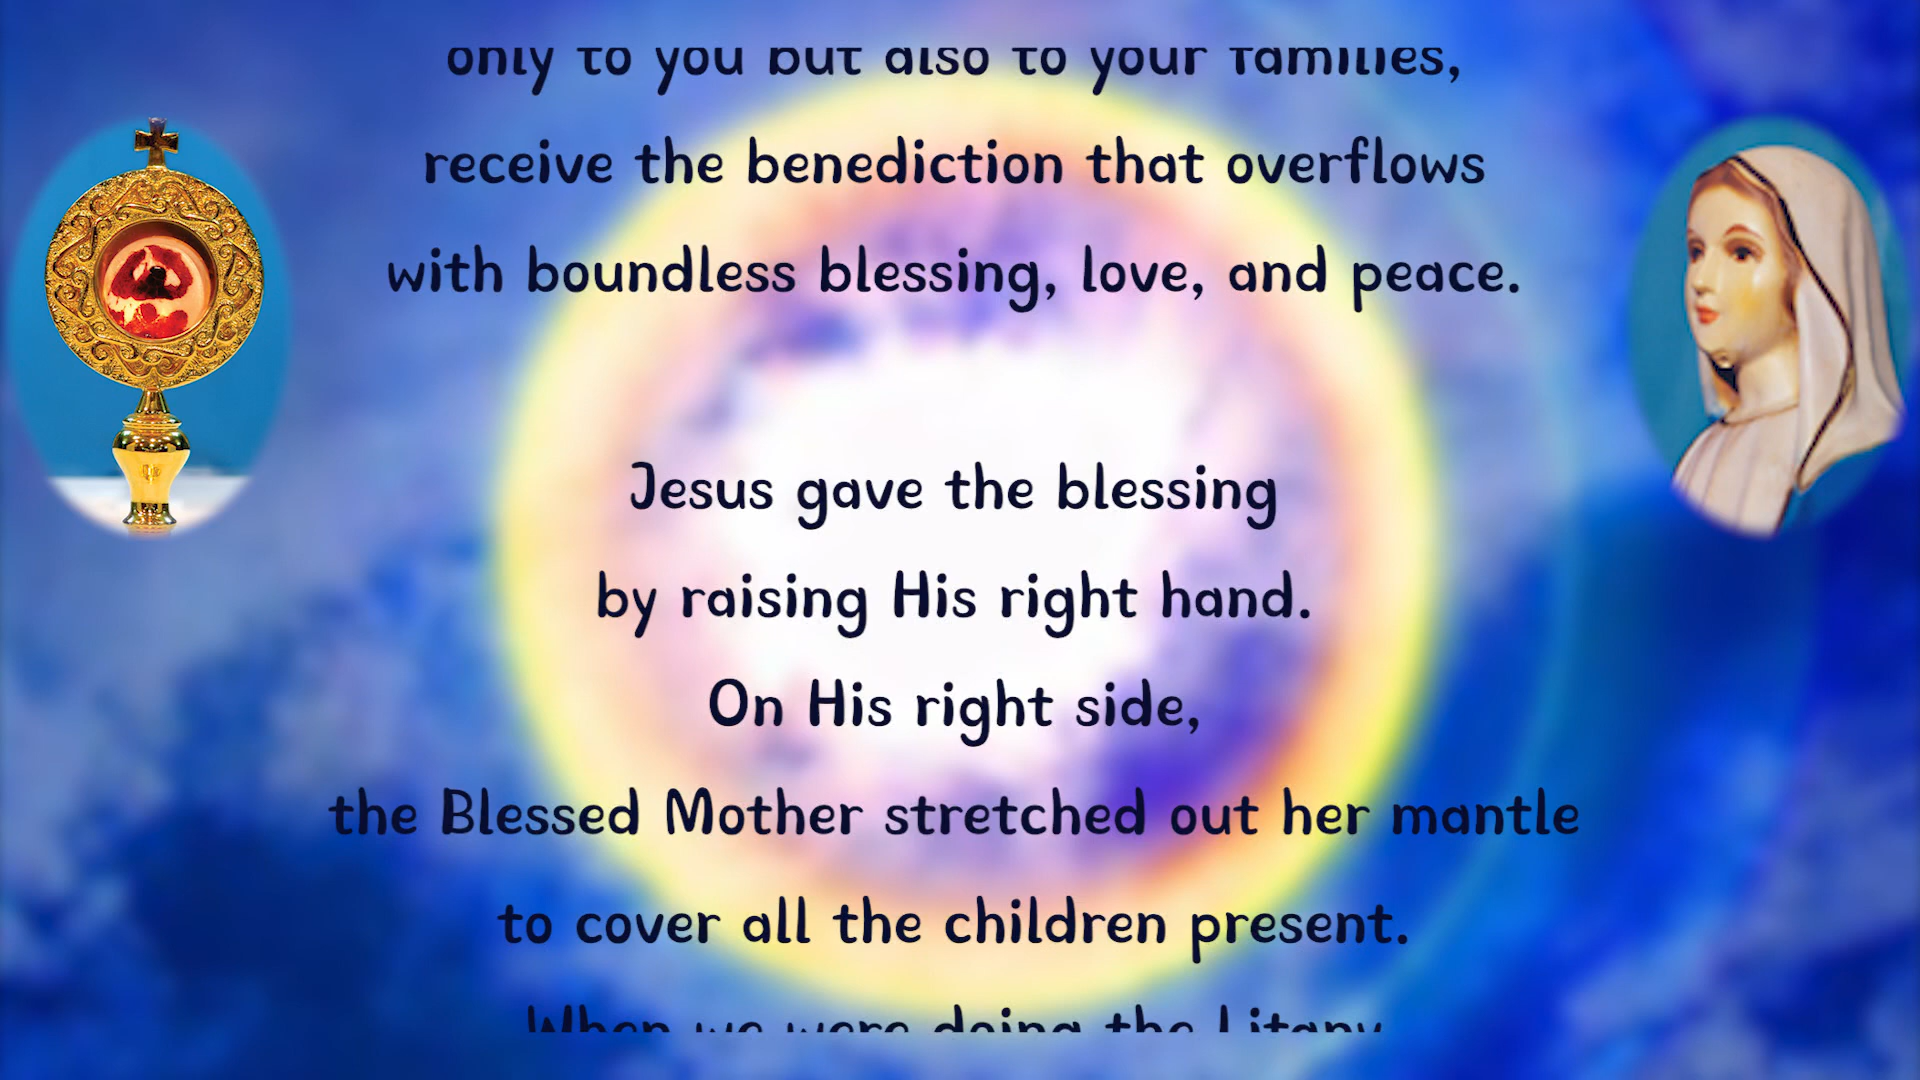 only to you but also to your families,
receive the benediction that overflows
with boundless blessing, love, and peace.
Jesus gave the blessing
by raising His right hand.
On His right side,
the Blessed Mother stretched out her mantle
to cover all the children present.
When we were doing the Litany